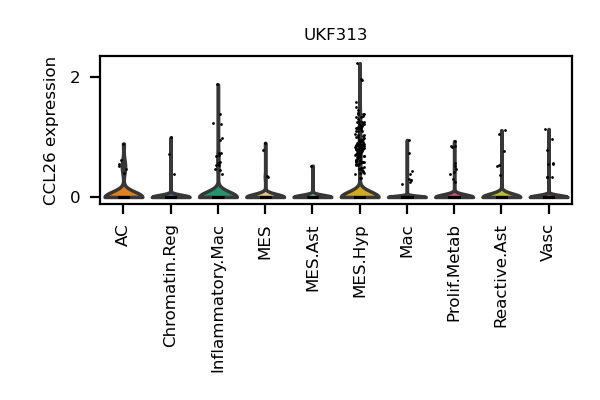 UKF313
CCL26 expression
2
0
AC
Chromatin.Reg
Inflammatory.Mac
MES
MES.Ast
MES.Hyp
Mac
Prolif.Metab
Reactive.Ast
Vasc